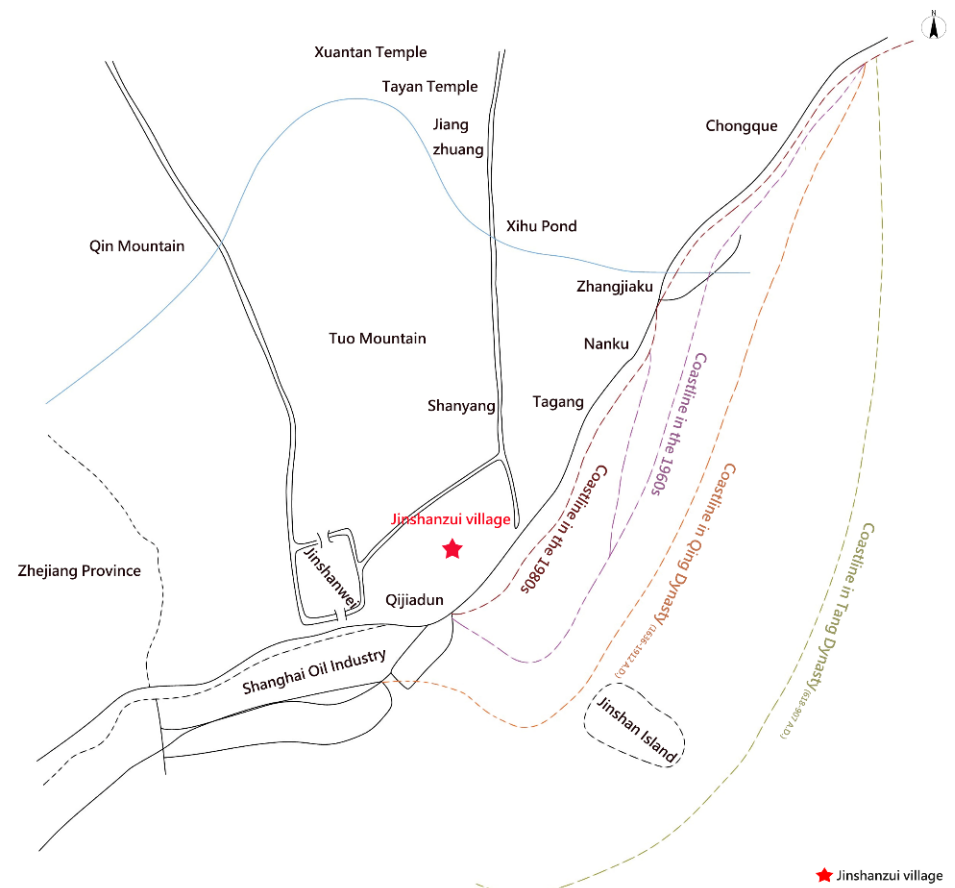 N
Xuantan Temple
Tayan Temple
Jiang
zhuang
Chongque
Xihu Pond
Qin Mountain
Zhangjiaku
Tuo Mountain
Nanku
Shanyang
Tagang
Coastline in the 1960s
Coastline in the 1980s
Coastline in Qing Dynasty (1636-1912 A.D.)
Coastline in Tang Dynasty (618-907 A.D.)
Jinshanzui village
Jinshanwei
Zhejiang Province
Qijiadun
Shanghai Oil Industry
Jinshan Island
Jinshanzui village